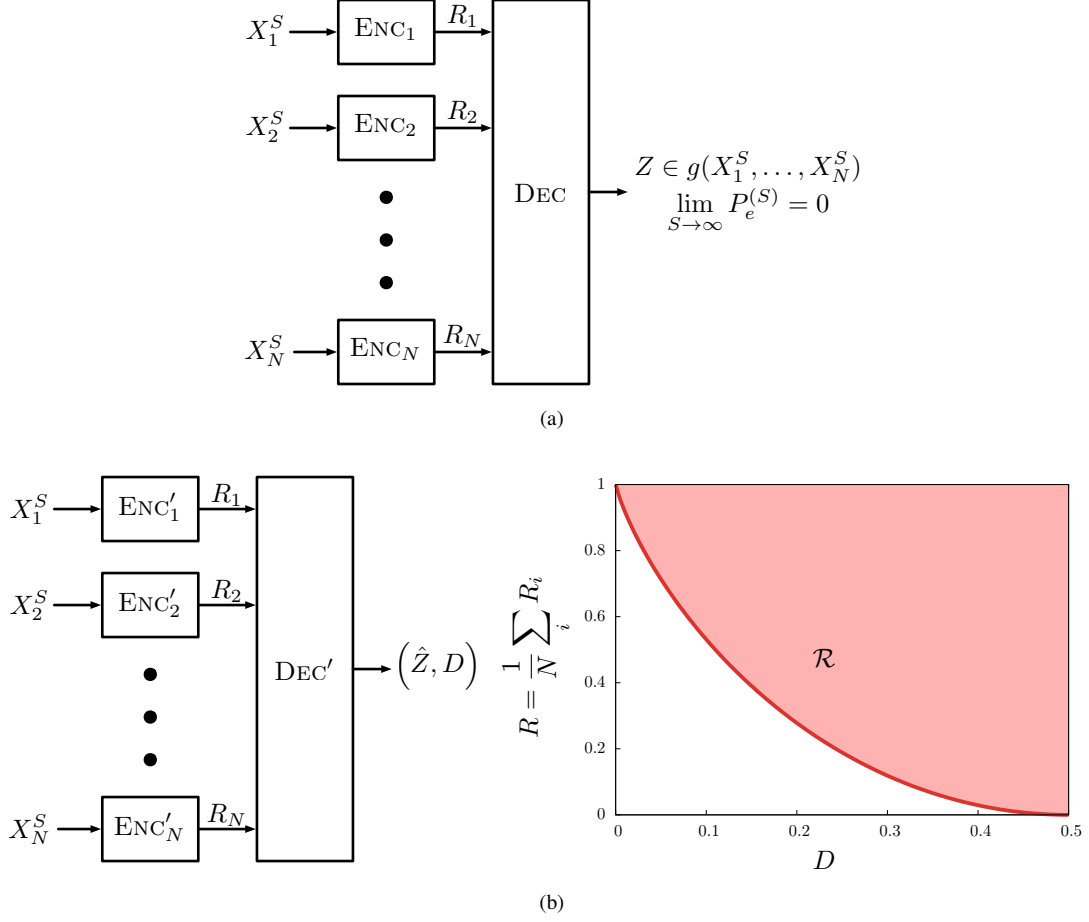 X_1^S
ENC_1
R_1
X_2^S
ENC_2
R_2
DEC
Z ∈ g(X_1^S, . . . , X_N^S)
lim_{S→∞} P_e^{(S)} = 0
X_N^S
ENC_N
R_N
(a)
X_1^S
ENC′_1
R_1
X_2^S
ENC′_2
R_2
DEC′
(Ẑ, D)
X_N^S
ENC′_N
R_N
R = \frac{1}{N} \sum_i R_i
1
0.8
0.6
0.4
0.2
0
ℛ
0 0.1 0.2 0.3 0.4 0.5
D
(b)